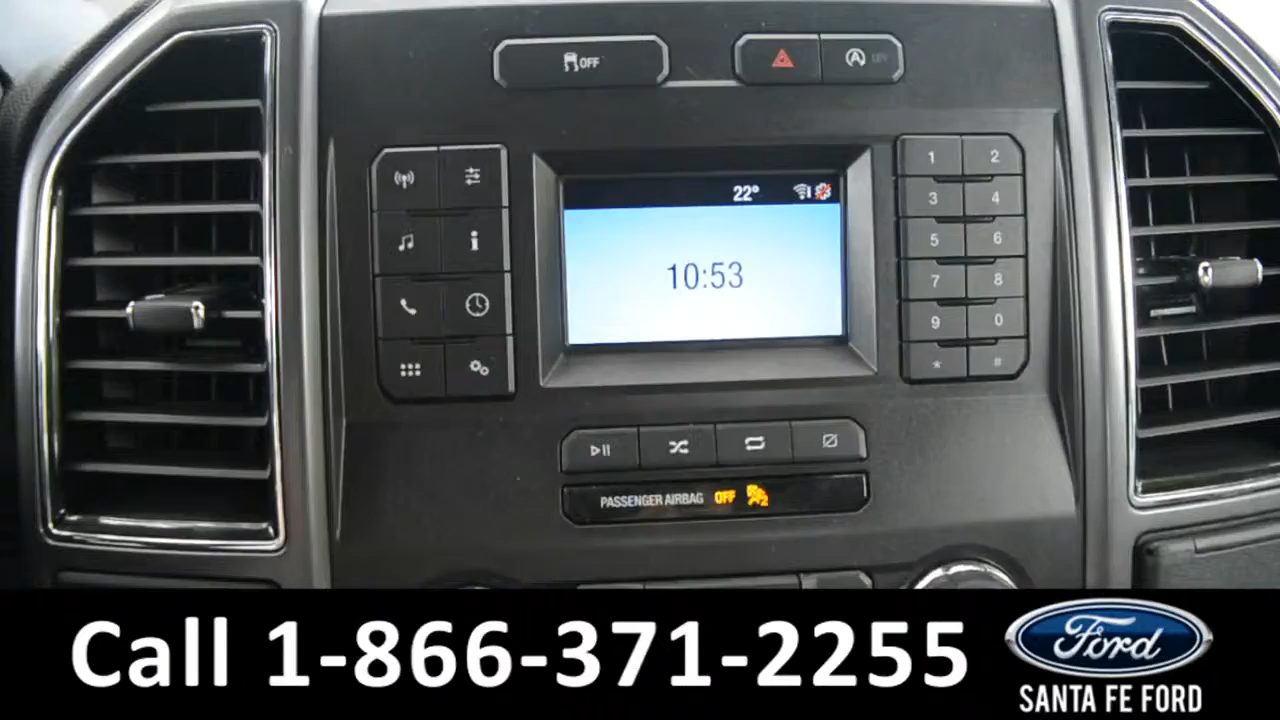 OFF
A OFF
22°
10:53
1 2
3 4
5 6
7 8
9 0
* #
i
PASSENGER AIRBAG OFF
Call 1-866-371-2255
Ford
SANTA FE FORD